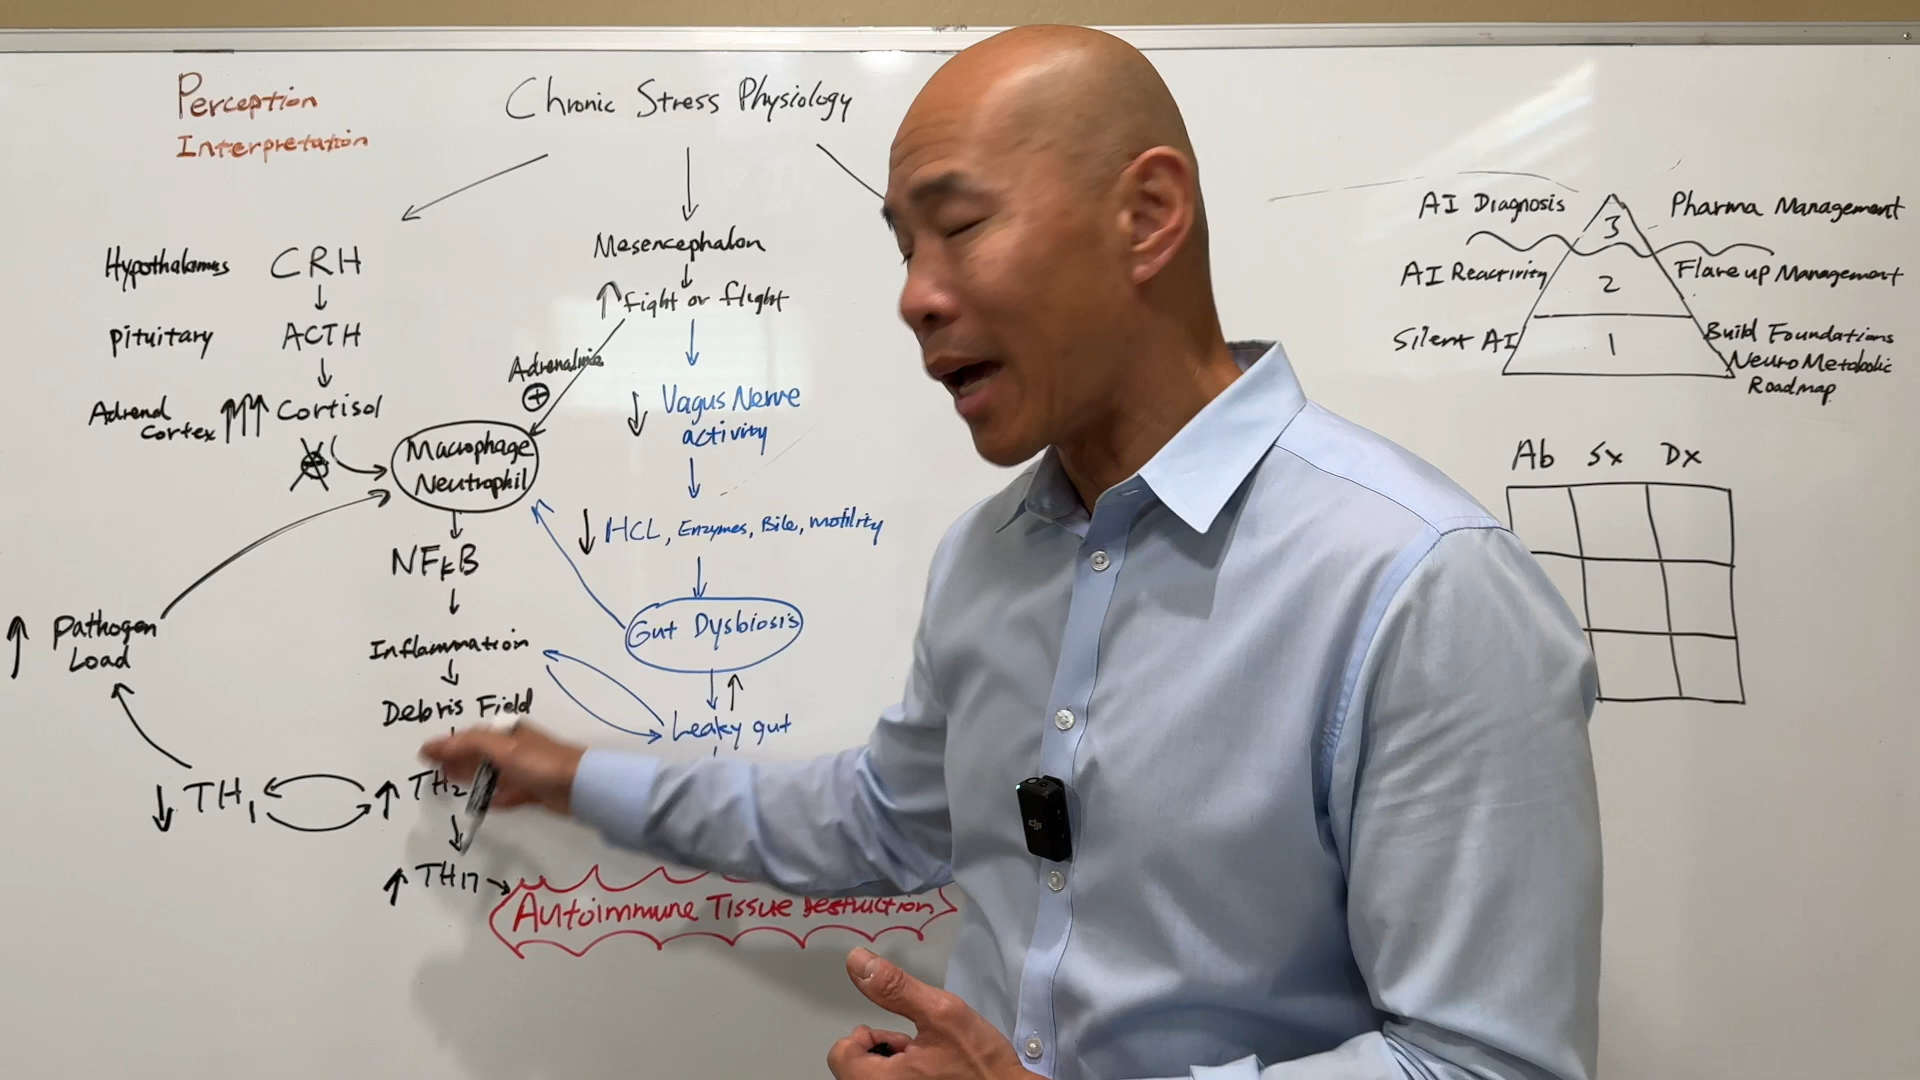 Perception
Interpretation
Chronic Stress Physiology
Hypothalamus CRH
Pituitary ACTH
Adrenal
Cortex Cortisol
Macrophage
Neutrophil
NFkB
Inflammation
Debris Field
TH2
TH17
TH1
Pathogen
Load
Mesencephalon
Fight or flight
Adrenaline
+
Vagus Nerve
activity
HCL, Enzymes, Bile, motility
Gut Dysbiosis
Leaky gut
Autoimmune Tissue Destruction
AI Diagnosis 3 Pharma Management
AI Reactivity 2 Flare up Management
Silent AI 1 Build Foundations
Neuro Metabolic
Roadmap
Ab Sx Dx
dji